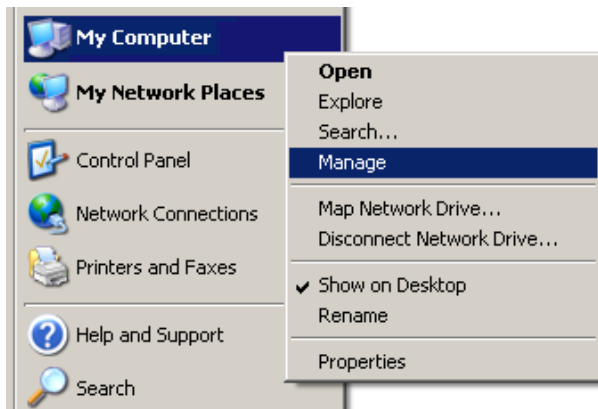 My Computer
My Network Places
Control Panel
Network Connections
Printers and Faxes
Help and Support
Search
Open
Explore
Search...
Manage
Map Network Drive...
Disconnect Network Drive...
Show on Desktop
Rename
Properties